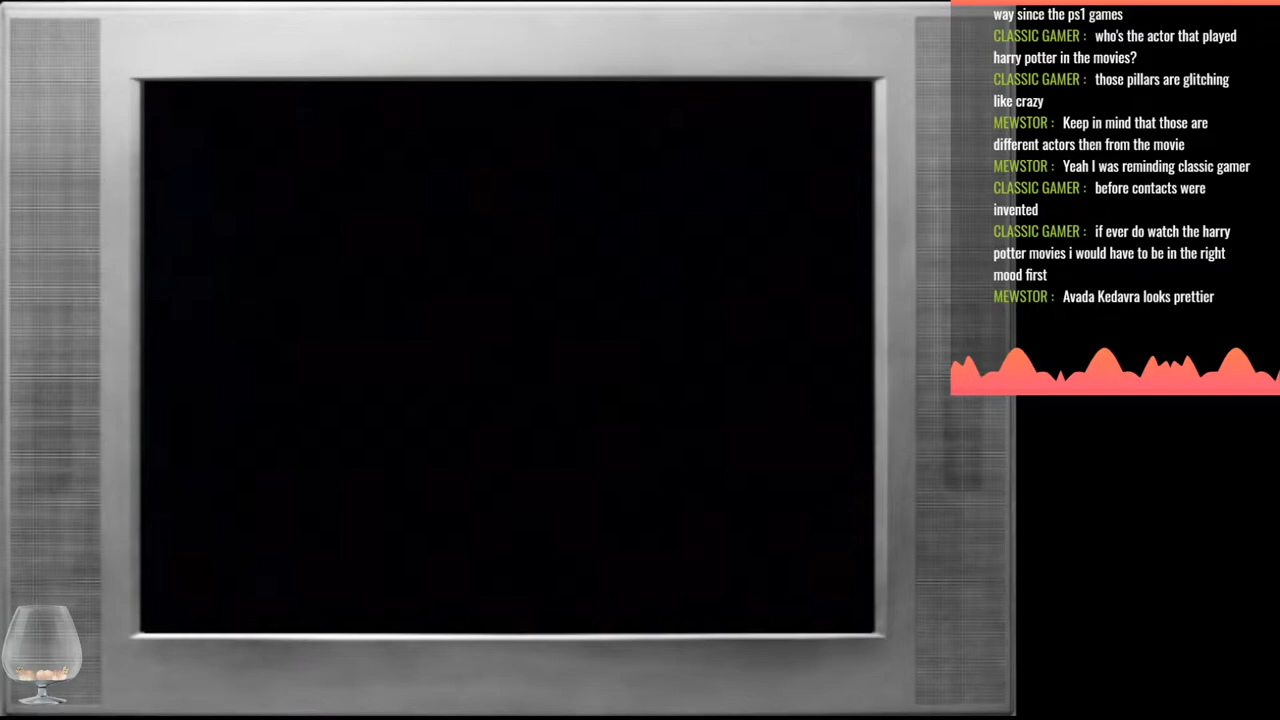 way since the ps1 games
CLASSIC GAMER : who's the actor that played
harry potter in the movies?
CLASSIC GAMER : those pillars are glitching
like crazy
MEWSTOR : Keep in mind that those are
different actors then from the movie
MEWSTOR : Yeah I was reminding classic gamer
CLASSIC GAMER : before contacts were
invented
CLASSIC GAMER : if ever do watch the harry
potter movies i would have to be in the right
mood first
MEWSTOR : Avada Kedavra looks prettier